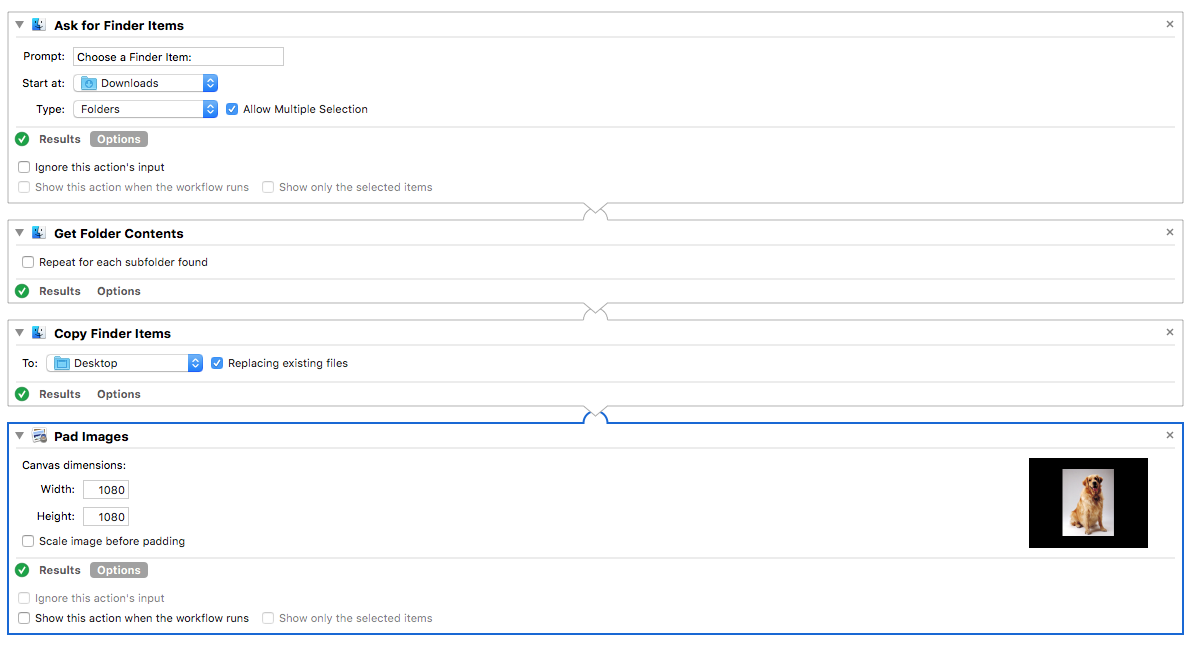 Ask for Finder Items
Prompt: Choose a Finder Item:
Start at: Downloads
Type: Folders Allow Multiple Selection
Results Options
Ignore this action's input
Show this action when the workflow runs Show only the selected items
Get Folder Contents
Repeat for each subfolder found
Results Options
Copy Finder Items
To: Desktop Replacing existing files
Results Options
Pad Images
Canvas dimensions:
Width: 1080
Height: 1080
Scale image before padding
Results Options
Ignore this action's input
Show this action when the workflow runs Show only the selected items